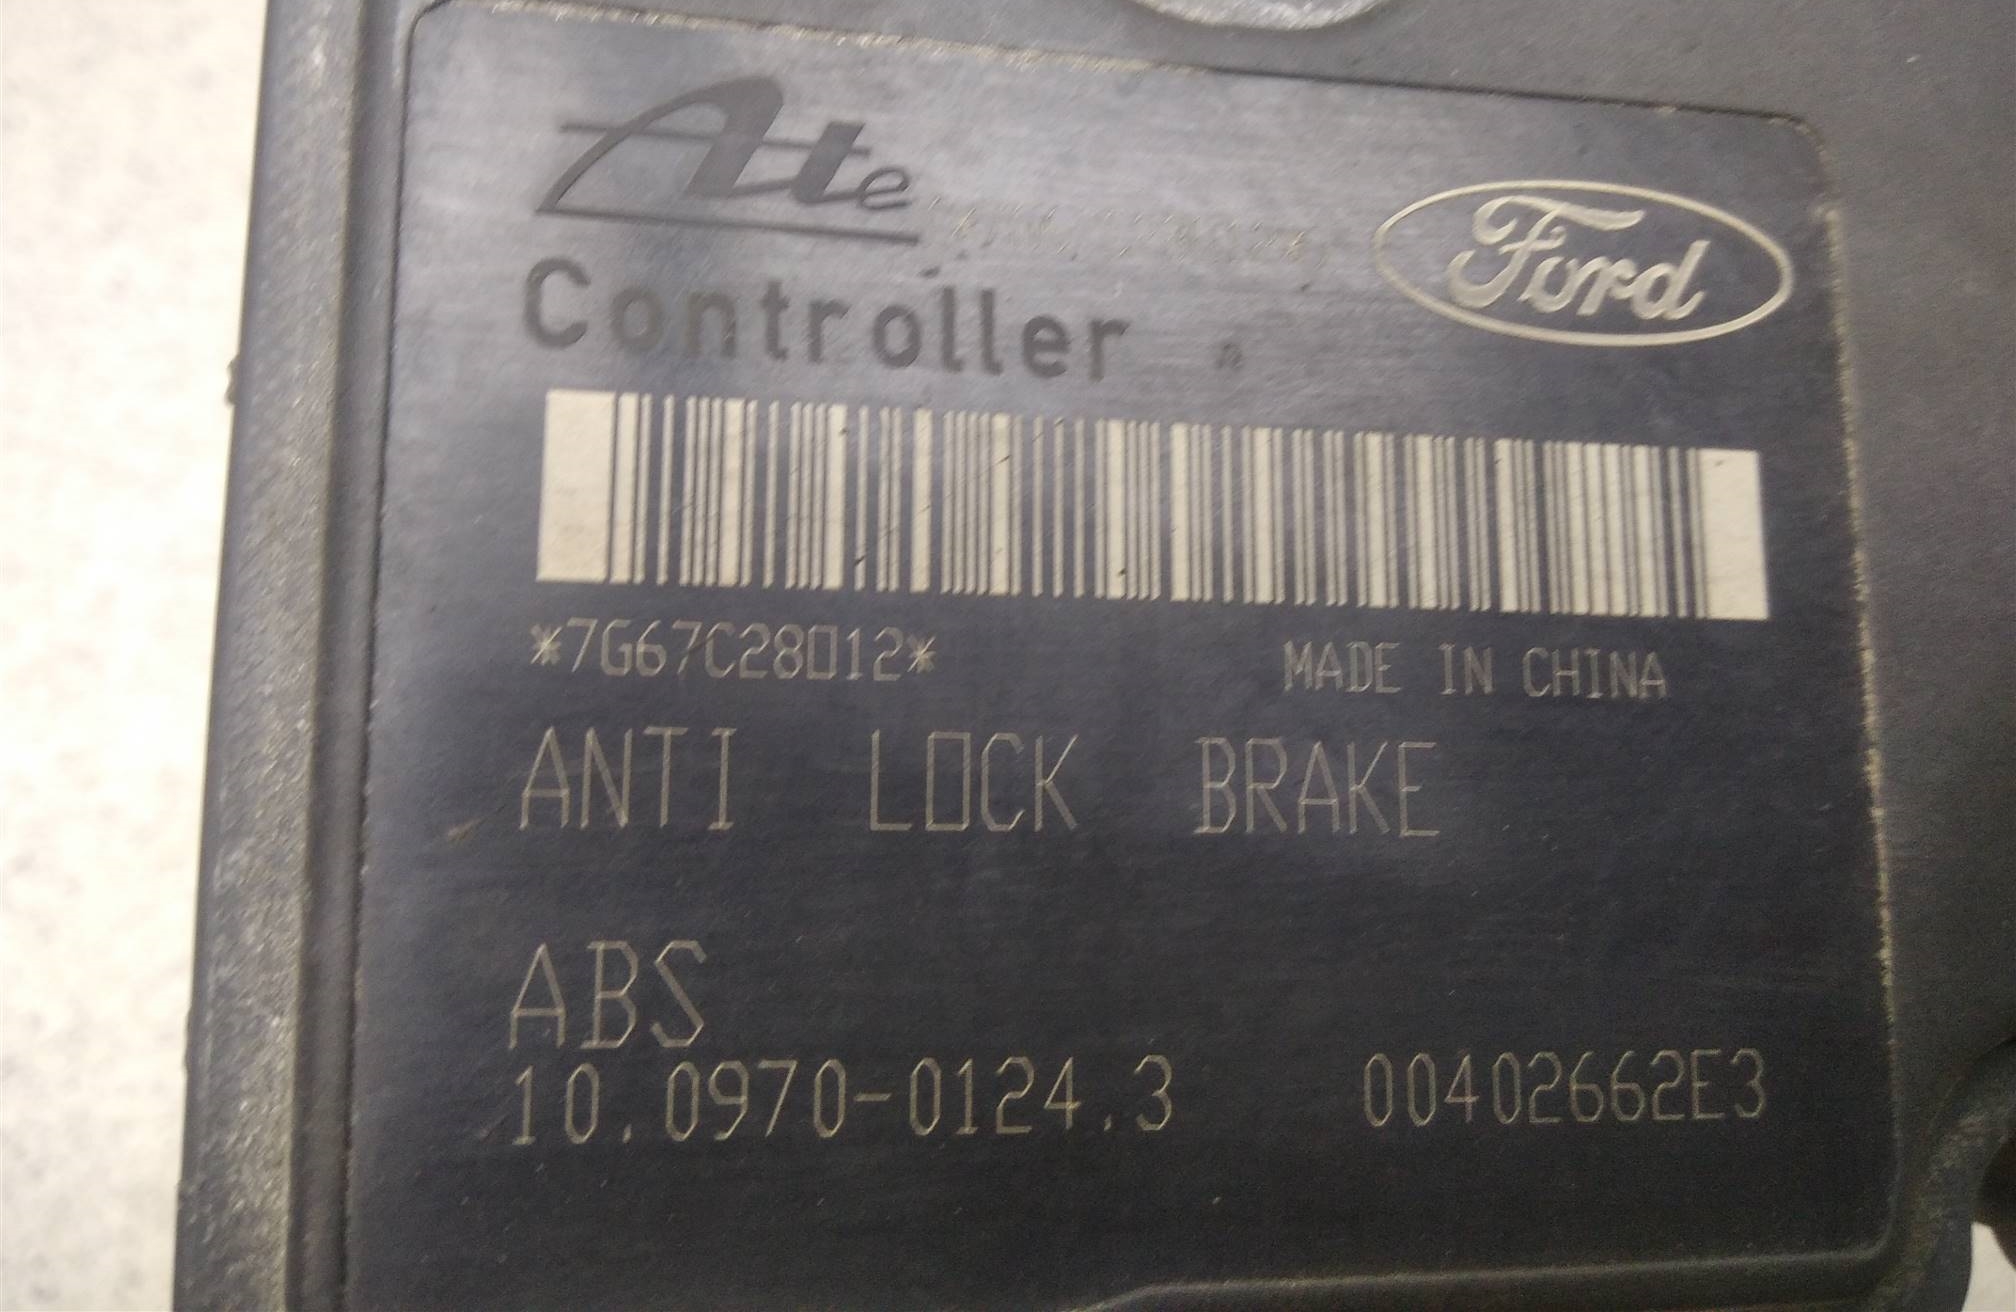 Ate
Ford
Controller
*7G67C28012*
MADE IN CHINA
ANTI LOCK BRAKE
ABS
10.0970-0124.3
00402662E3